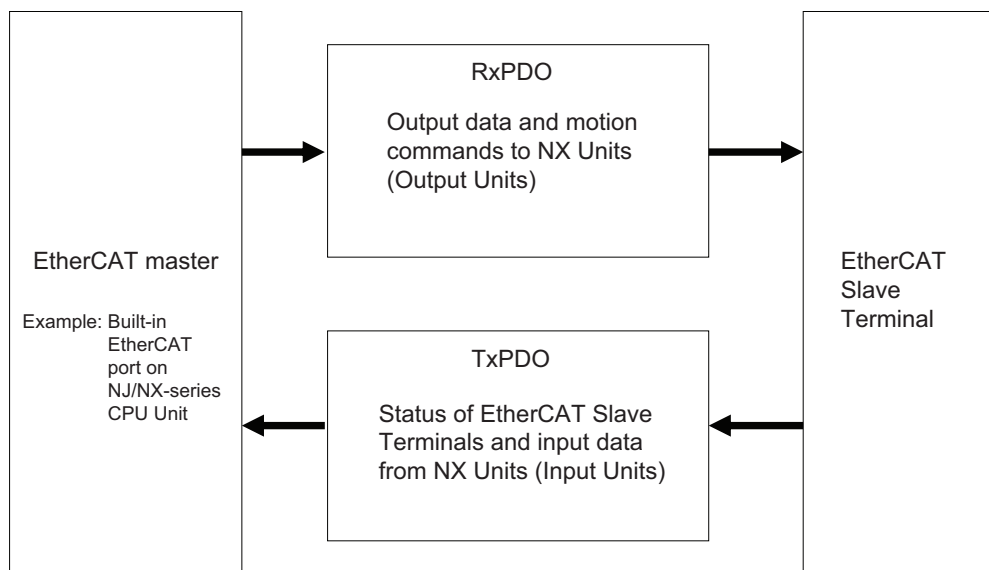 RxPDO
Output data and motion
commands to NX Units
(Output Units)
EtherCAT master
Example: Built-in
EtherCAT
port on
NJ/NX-series
CPU Unit
EtherCAT
Slave
Terminal
TxPDO
Status of EtherCAT Slave
Terminals and input data
from NX Units (Input Units)